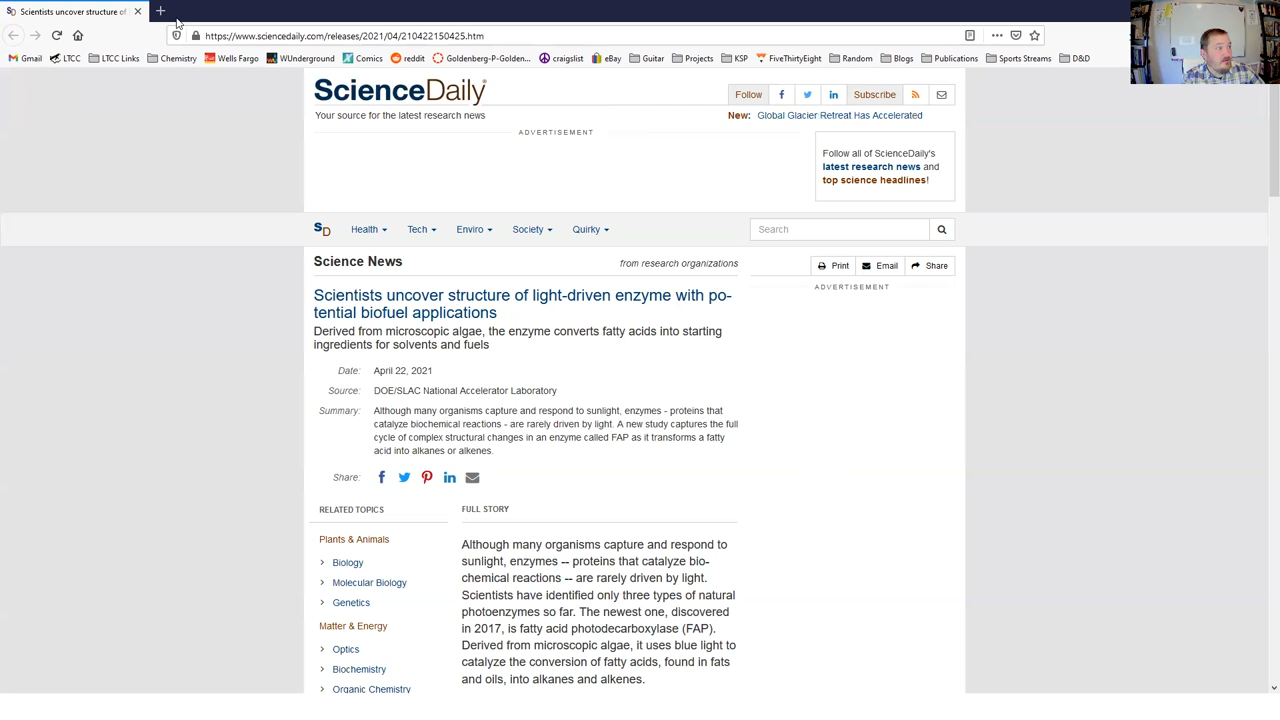 Scientists uncover structure of
https://www.sciencedaily.com/releases/2021/04/210422150425.htm
Gmail LTCC LTCC Links Chemistry Wells Fargo WUnderground Comics reddit Goldenberg-P-Golden... craigslist eBay Guitar Projects KSP FiveThirtyEight Random Blogs Publications Sports Streams D&D
ScienceDaily
Your source for the latest research news
Follow Subscribe
New: Global Glacier Retreat Has Accelerated
ADVERTISEMENT
Follow all of ScienceDaily's
latest research news and
top science headlines!
SD Health Tech Enviro Society Quirky Search
Science News from research organizations
Print Email Share
ADVERTISEMENT
Scientists uncover structure of light-driven enzyme with po-
tential biofuel applications
Derived from microscopic algae, the enzyme converts fatty acids into starting
ingredients for solvents and fuels
Date: April 22, 2021
Source: DOE/SLAC National Accelerator Laboratory
Summary: Although many organisms capture and respond to sunlight, enzymes - proteins that
catalyze biochemical reactions - are rarely driven by light. A new study captures the full
cycle of complex structural changes in an enzyme called FAP as it transforms a fatty
acid into alkanes or alkenes.
Share:
RELATED TOPICS
Plants & Animals
Biology
Molecular Biology
Genetics
Matter & Energy
Optics
Biochemistry
Organic Chemistry
FULL STORY
Although many organisms capture and respond to
sunlight, enzymes -- proteins that catalyze bio-
chemical reactions -- are rarely driven by light.
Scientists have identified only three types of natural
photoenzymes so far. The newest one, discovered
in 2017, is fatty acid photodecarboxylase (FAP).
Derived from microscopic algae, it uses blue light to
catalyze the conversion of fatty acids, found in fats
and oils, into alkanes and alkenes.